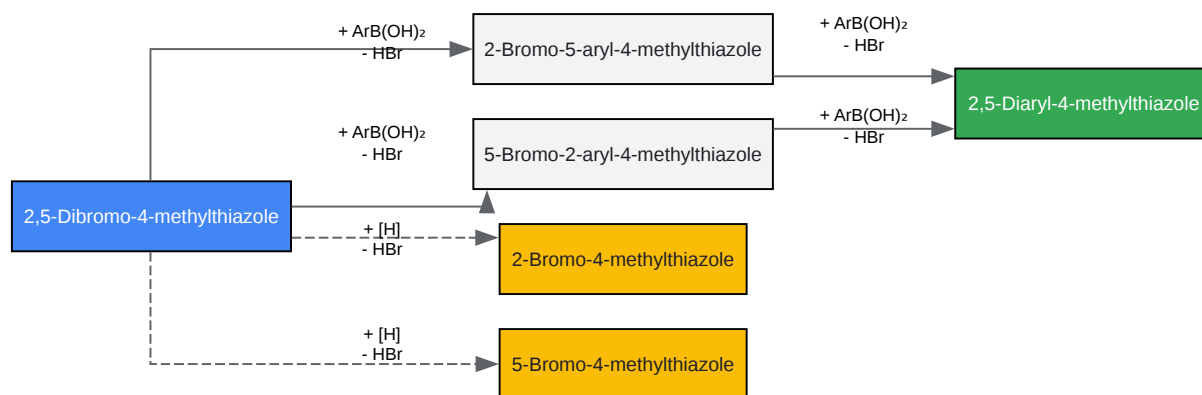 + ArB(OH)₂
- HBr
+ ArB(OH)₂
- HBr
2-Bromo-5-aryl-4-methylthiazole
2,5-Diaryl-4-methylthiazole
+ ArB(OH)₂
- HBr
+ ArB(OH)₂
- HBr
5-Bromo-2-aryl-4-methylthiazole
2,5-Dibromo-4-methylthiazole
+ [H]
- HBr
2-Bromo-4-methylthiazole
+ [H]
- HBr
5-Bromo-4-methylthiazole